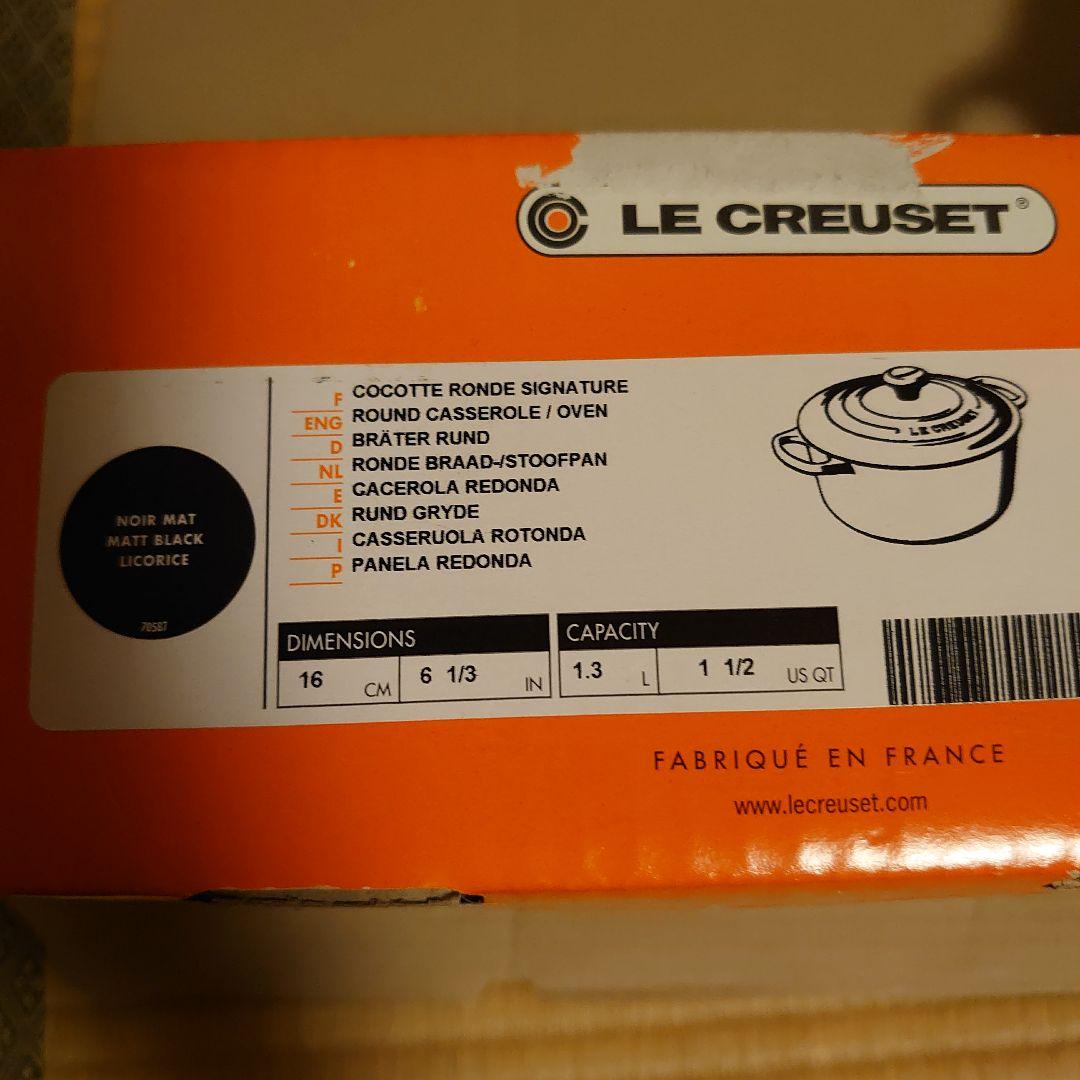 LE CREUSET®
F COCOTTE RONDE SIGNATURE
ENG ROUND CASSEROLE / OVEN
D BRÄTER RUND
NL RONDE BRAAD-/STOOFPAN
E CACEROLA REDONDA
DK RUND GRYDE
I CASSERUOLA ROTONDA
P PANELA REDONDA
LE CREUSET
NOIR MAT
MATT BLACK
LICORICE
70587
DIMENSIONS
16 CM 6 1/3 IN
CAPACITY
1.3 L 1 1/2 US QT
FABRIQUÉ EN FRANCE
www.lecreuset.com